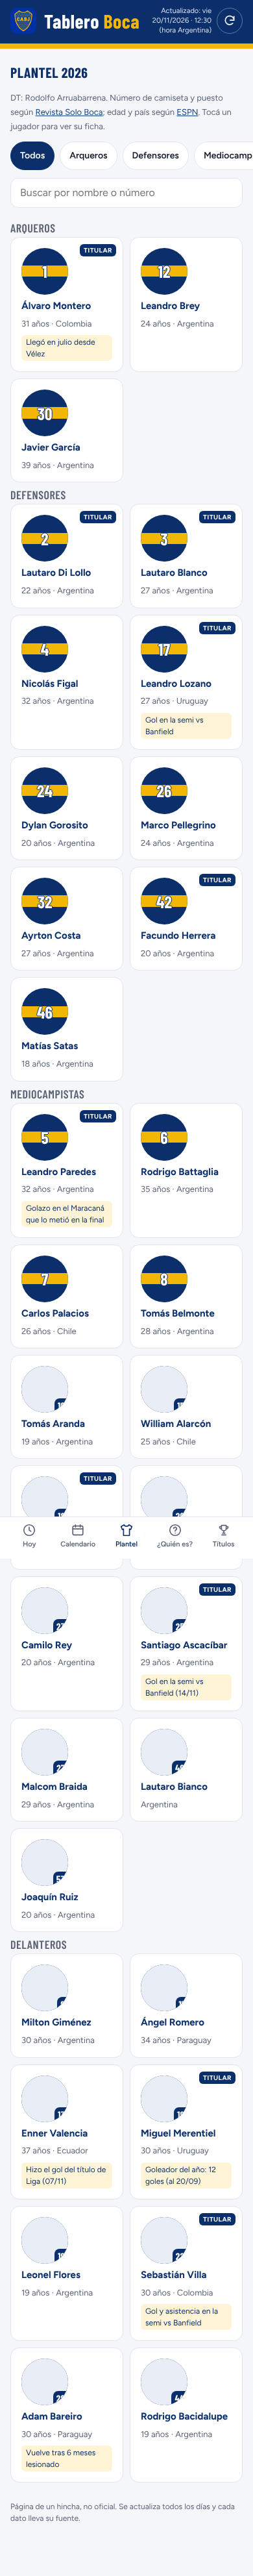 Tablero Boca
Actualizado: vie
20/11/2026 · 12:30
(hora Argentina)
PLANTEL 2026
DT: Rodolfo Arruabarrena. Número de camiseta y puesto
según Revista Solo Boca; edad y país según ESPN. Tocá un
jugador para ver su ficha.
Todos
Arqueros
Defensores
Mediocamp
Buscar por nombre o número
ARQUEROS
TITULAR
1
Álvaro Montero
31 años · Colombia
Llegó en julio desde
Vélez
12
Leandro Brey
24 años · Argentina
30
Javier García
39 años · Argentina
DEFENSORES
TITULAR
2
Lautaro Di Lollo
22 años · Argentina
TITULAR
3
Lautaro Blanco
27 años · Argentina
4
Nicolás Figal
32 años · Argentina
TITULAR
17
Leandro Lozano
27 años · Uruguay
Gol en la semi vs
Banfield
24
Dylan Gorosito
20 años · Argentina
26
Marco Pellegrino
24 años · Argentina
32
Ayrton Costa
27 años · Argentina
TITULAR
42
Facundo Herrera
20 años · Argentina
46
Matías Satas
18 años · Argentina
MEDIOCAMPISTAS
TITULAR
5
Leandro Paredes
32 años · Argentina
Golazo en el Maracaná
que lo metió en la final
6
Rodrigo Battaglia
35 años · Argentina
7
Carlos Palacios
26 años · Chile
8
Tomás Belmonte
28 años · Argentina
Tomás Aranda
19 años · Argentina
William Alarcón
25 años · Chile
TITULAR
Hoy
Calendario
Plantel
¿Quién es?
Títulos
Camilo Rey
20 años · Argentina
TITULAR
Santiago Ascacíbar
29 años · Argentina
Gol en la semi vs
Banfield (14/11)
Malcom Braida
29 años · Argentina
Lautaro Bianco
Argentina
Joaquín Ruiz
20 años · Argentina
DELANTEROS
Milton Giménez
30 años · Argentina
Ángel Romero
34 años · Paraguay
Enner Valencia
37 años · Ecuador
Hizo el gol del título de
Liga (07/11)
TITULAR
Miguel Merentiel
30 años · Uruguay
Goleador del año: 12
goles (al 20/09)
Leonel Flores
19 años · Argentina
TITULAR
Sebastián Villa
30 años · Colombia
Gol y asistencia en la
semi vs Banfield
Adam Bareiro
30 años · Paraguay
Vuelve tras 6 meses
lesionado
Rodrigo Bacidalupe
19 años · Argentina
Página de un hincha, no oficial. Se actualiza todos los días y cada
dato lleva su fuente.